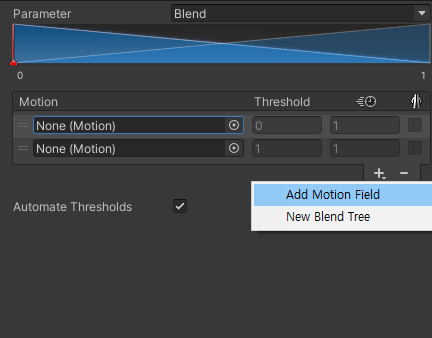 Parameter Blend
0 1
Motion Threshold
None (Motion) 0 1
None (Motion) 1 1
Add Motion Field
Automate Thresholds
New Blend Tree